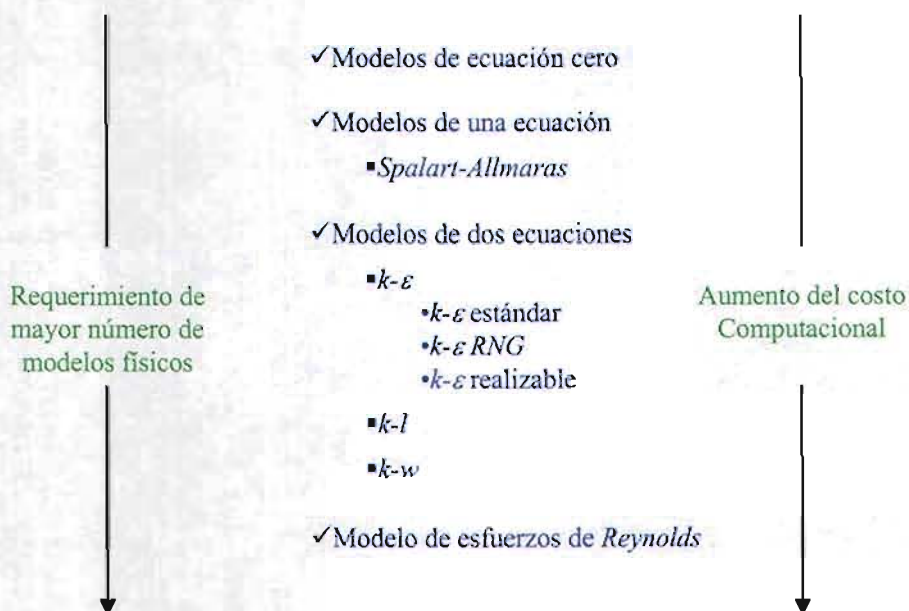 ✓Modelos de ecuación cero
✓Modelos de una ecuación
▪Spalart-Allmaras
✓Modelos de dos ecuaciones
▪k-ε
•k-ε estándar
•k-ε RNG
•k-ε realizable
▪k-l
▪k-w
✓Modelo de esfuerzos de Reynolds
Requerimiento de
mayor número de
modelos físicos
Aumento del costo
Computacional